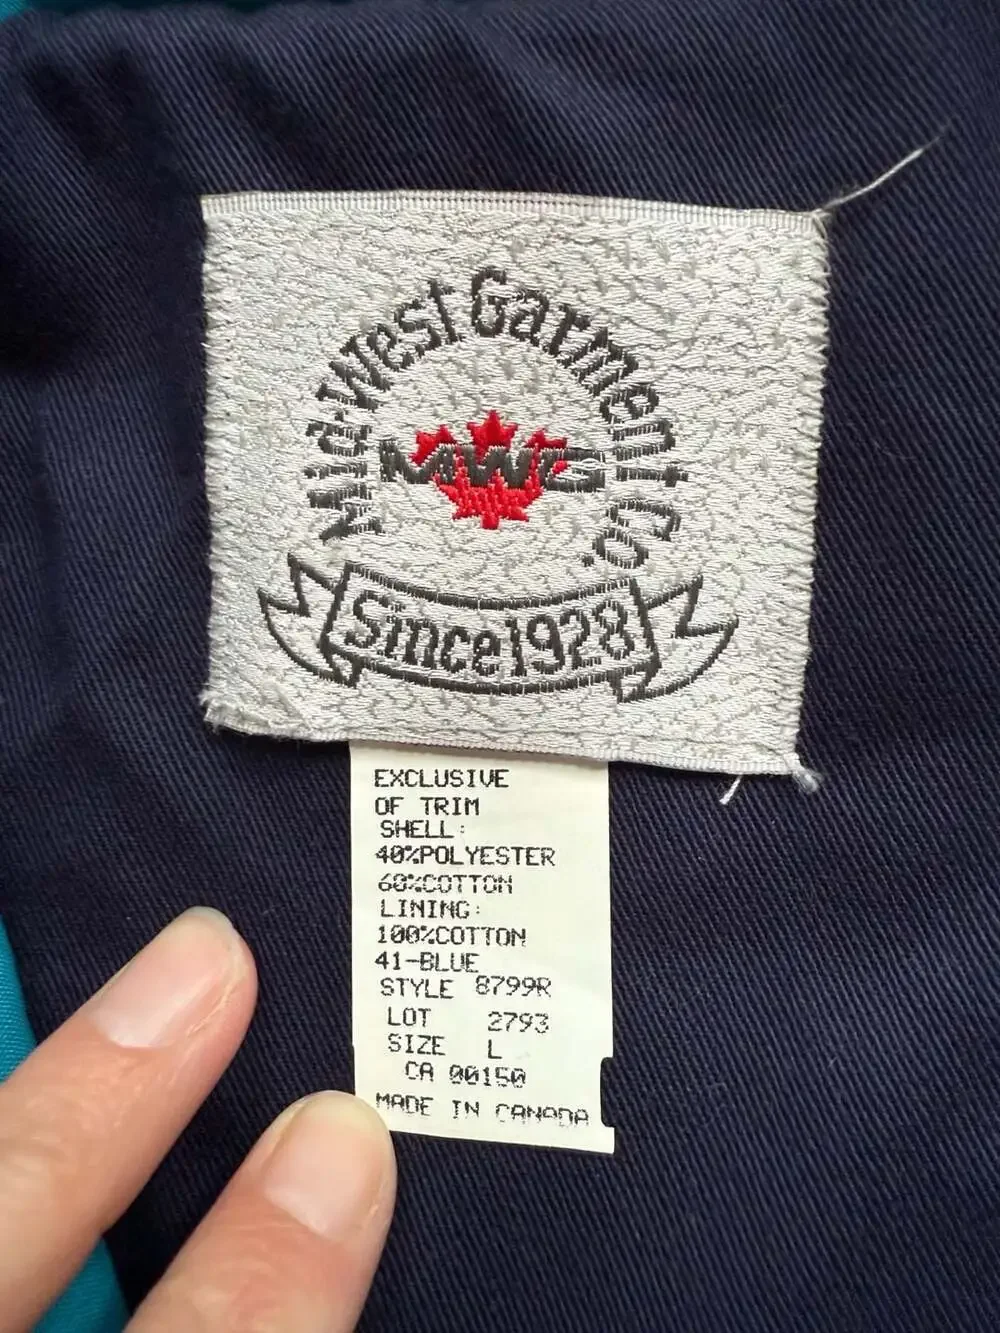 Mid-West Garment Co.
MWG
Since 1928
EXCLUSIVE
OF TRIM
SHELL:
40%POLYESTER
60%COTTON
LINING:
100%COTTON
41-BLUE
STYLE 8799R
LOT 2793
SIZE L
CA 00150
MADE IN CANADA